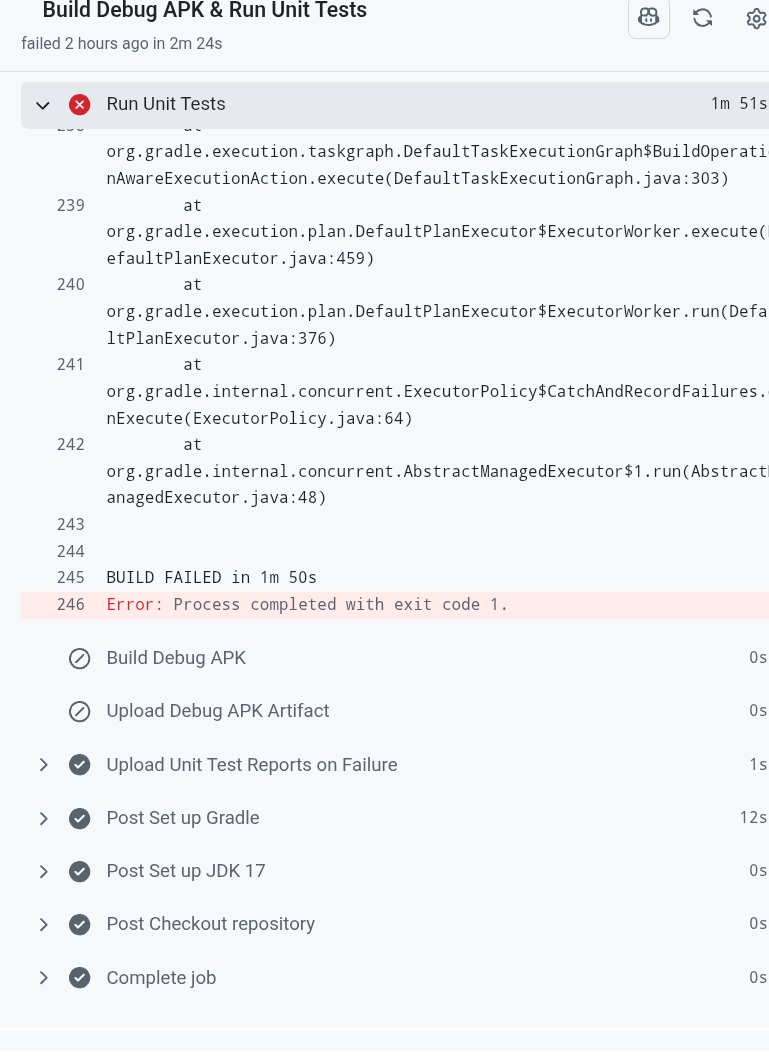 Build Debug APK & Run Unit Tests
failed 2 hours ago in 2m 24s
Run Unit Tests 1m 51s
238 at
org.gradle.execution.taskgraph.DefaultTaskExecutionGraph$BuildOperati
nAwareExecutionAction.execute(DefaultTaskExecutionGraph.java:303)
239 at
org.gradle.execution.plan.DefaultPlanExecutor$ExecutorWorker.execute(
efaultPlanExecutor.java:459)
240 at
org.gradle.execution.plan.DefaultPlanExecutor$ExecutorWorker.run(Defa
ltPlanExecutor.java:376)
241 at
org.gradle.internal.concurrent.ExecutorPolicy$CatchAndRecordFailures.
nExecute(ExecutorPolicy.java:64)
242 at
org.gradle.internal.concurrent.AbstractManagedExecutor$1.run(Abstract
anagedExecutor.java:48)
243
244
245 BUILD FAILED in 1m 50s
246 Error: Process completed with exit code 1.
Build Debug APK 0s
Upload Debug APK Artifact 0s
Upload Unit Test Reports on Failure 1s
Post Set up Gradle 12s
Post Set up JDK 17 0s
Post Checkout repository 0s
Complete job 0s